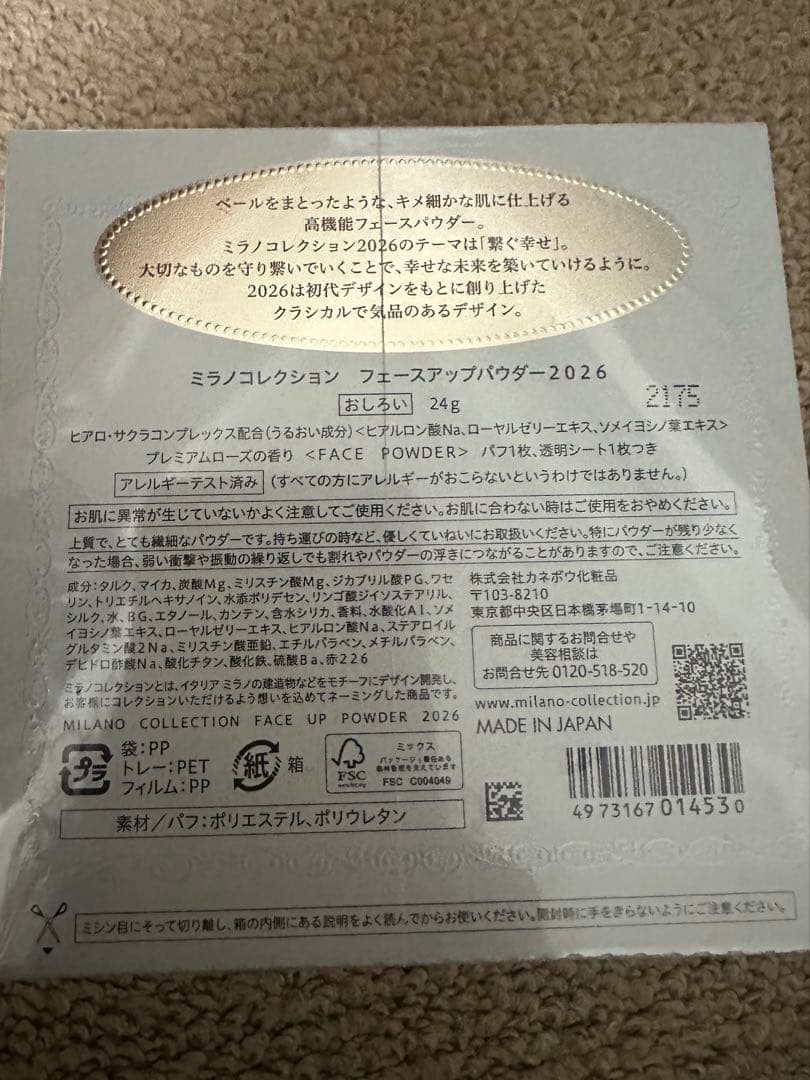 ベールをまとったような、キメ細かな肌に仕上げる
高機能フェースパウダー。
ミラノコレクション2026のテーマは「繋ぐ幸せ」。
大切なものを守り繋いでいくことで、幸せな未来を築いていけるように。
2026は初代デザインをもとに創り上げた
クラシカルで気品のあるデザイン。
ミラノコレクション フェースアップパウダー2026
おしろい 24g
2175
ヒアロ・サクラコンプレックス配合(うるおい成分)<ヒアルロン酸Na、ローヤルゼリーエキス、ソメイヨシノ葉エキス>
プレミアムローズの香り <FACE POWDER> パフ1枚、透明シート1枚つき
アレルギーテスト済み (すべての方にアレルギーがおこらないというわけではありません。)
お肌に異常が生じていないかよく注意してご使用ください。お肌に合わない時はご使用をおやめください。
上質で、とても繊細なパウダーです。持ち運びの時など、優しくていねいにお取扱いください。特にパウダーが残り少なく
なった場合、弱い衝撃や振動の繰り返しでも割れやパウダーの浮きにつながることがありますので、ご注意ください。
成分:タルク、マイカ、炭酸Mg、ミリスチン酸Mg、ジカプリル酸PG、ワセ
リン、トリエチルヘキサノイン、水添ポリデセン、リンゴ酸ジイソステアリル、
シルク、水、BG、エタノール、カンテン、含水シリカ、香料、水酸化Al、ソメ
イヨシノ葉エキス、ローヤルゼリーエキス、ヒアルロン酸Na、ステアロイル
グルタミン酸2Na、ミリスチン酸亜鉛、エチルパラベン、メチルパラベン、
デヒドロ酢酸Na、酸化チタン、酸化鉄、硫酸Ba、赤226
ミラノコレクションとは、イタリア ミラノの建造物などをモチーフにデザイン開発し、
お客様にコレクションいただけるよう想いを込めてネーミングした商品です。
MILANO COLLECTION FACE UP POWDER 2026
株式会社カネボウ化粧品
〒103-8210
東京都中央区日本橋茅場町1-14-10
商品に関するお問合せや
美容相談は
お問合せ先 0120-518-520
www.milano-collection.jp
MADE IN JAPAN
プラ
袋:PP
トレー:PET
フィルム:PP
紙 箱
FSC
ミックス
パッケージ|責任ある
森林管理を支えています
FSC C004049
素材/パフ:ポリエステル、ポリウレタン
4973167014530
ミシン目にそって切り離し、箱の内側にある説明をよく読んでからお使いください。開封時に手をきらないようにご注意ください。